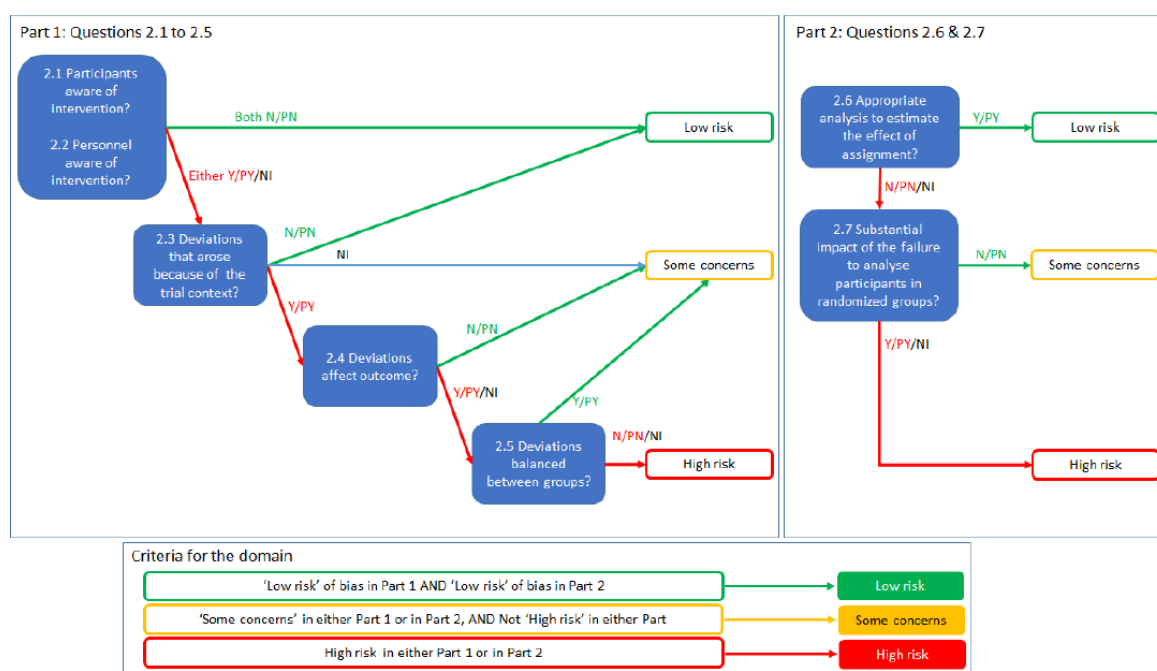 Part 1: Questions 2.1 to 2.5
2.1 Participants
aware of
intervention?
2.2 Personnel
aware of
intervention?
Both N/PN
Low risk
Either Y/PY/NI
2.3 Deviations
that arose
because of the
trial context?
N/PN
NI
Some concerns
Y/PY
2.4 Deviations
affect outcome?
N/PN
Y/PY/NI
2.5 Deviations
balanced
between groups?
Y/PY
N/PN/NI
High risk
Part 2: Questions 2.6 & 2.7
2.6 Appropriate
analysis to estimate
the effect of
assignment?
Y/PY
Low risk
N/PN/NI
2.7 Substantial
impact of the failure
to analyse
participants in
randomized groups?
N/PN
Some concerns
Y/PY/NI
High risk
Criteria for the domain
‘Low risk’ of bias in Part 1 AND ‘Low risk’ of bias in Part 2
Low risk
‘Some concerns’ in either Part 1 or in Part 2, AND Not ‘High risk’ in either Part
Some concerns
High risk in either Part 1 or in Part 2
High risk